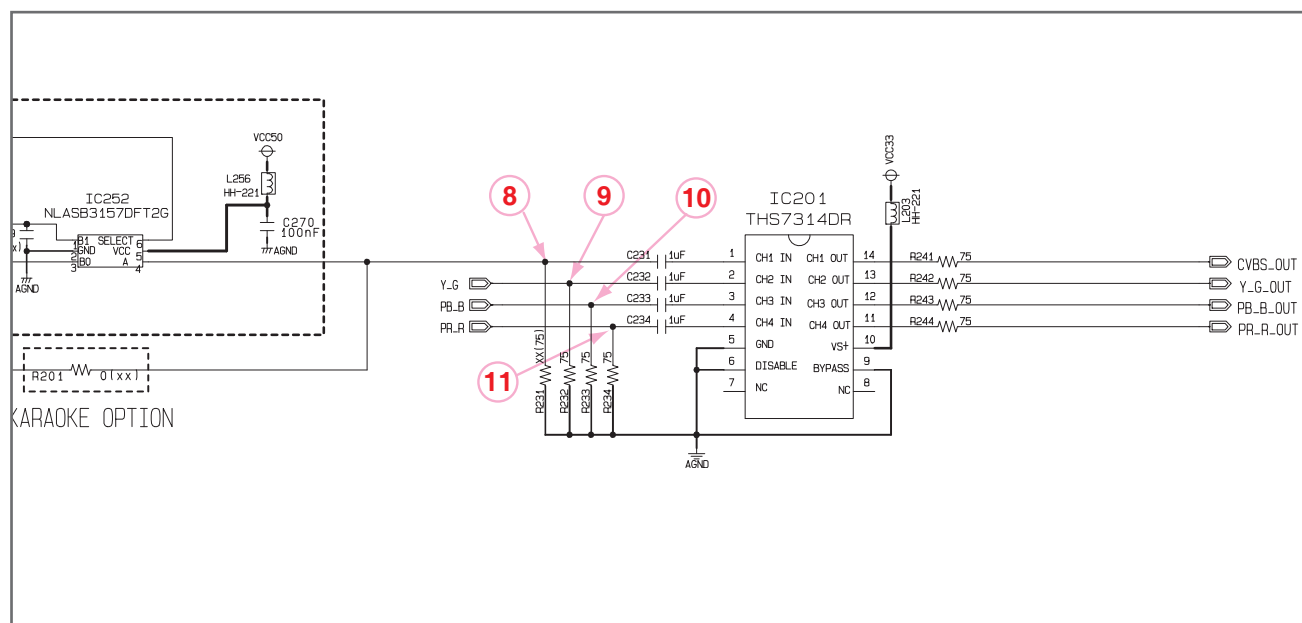 VCC50
L256
HH-221
C270
100nF
AGND
IC252
NLASB3157DFT2G
B1 SELECT
GND VCC
B0 A
1 6
2 5
3 4
AGND
R201 0(xx)
KARAOKE OPTION
8
9
10
11
Y_G
PB_B
PR_R
C231 1uF
C232 1uF
C233 1uF
C234 1uF
XX(75)
75
75
75
R231
R232
R233
R234
AGND
VCC33
L203
HH-221
IC201
THS7314DR
1 CH1 IN CH1 OUT 14
2 CH2 IN CH2 OUT 13
3 CH3 IN CH3 OUT 12
4 CH4 IN CH4 OUT 11
5 GND VS+ 10
6 DISABLE BYPASS 9
7 NC NC 8
R241 75
R242 75
R243 75
R244 75
CVBS_OUT
Y_G_OUT
PB_B_OUT
PR_R_OUT